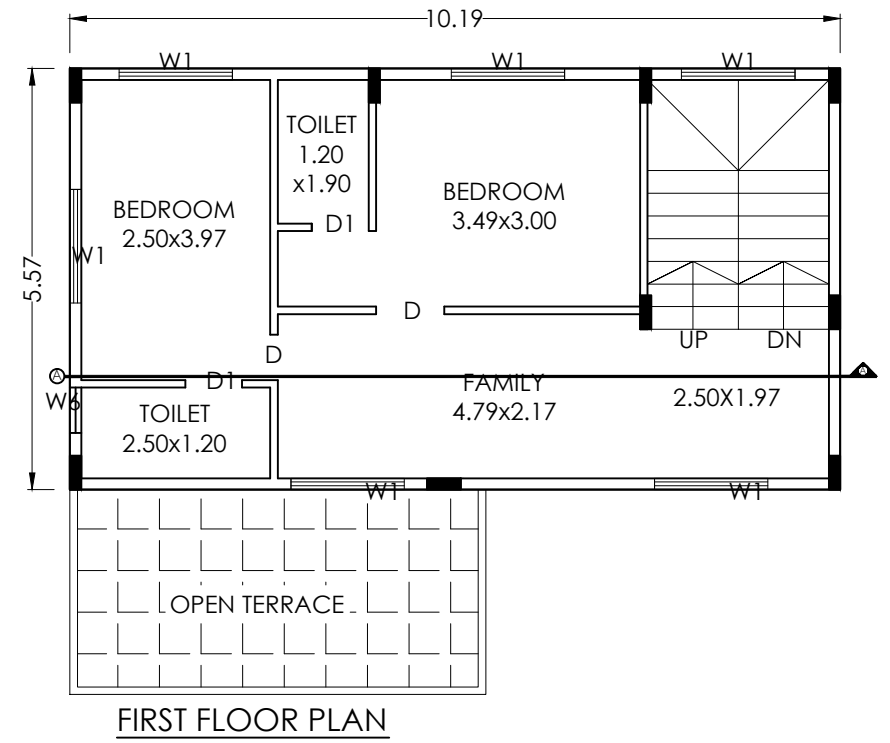 10.19
W1
W1
W1
TOILET
1.20
x1.90
BEDROOM
3.49x3.00
BEDROOM
2.50x3.97
D1
W1
5.57
D
UP
DN
D
A
A
D1
FAMILY
4.79x2.17
2.50X1.97
W6
TOILET
2.50x1.20
W1
W1
OPEN TERRACE
FIRST FLOOR PLAN